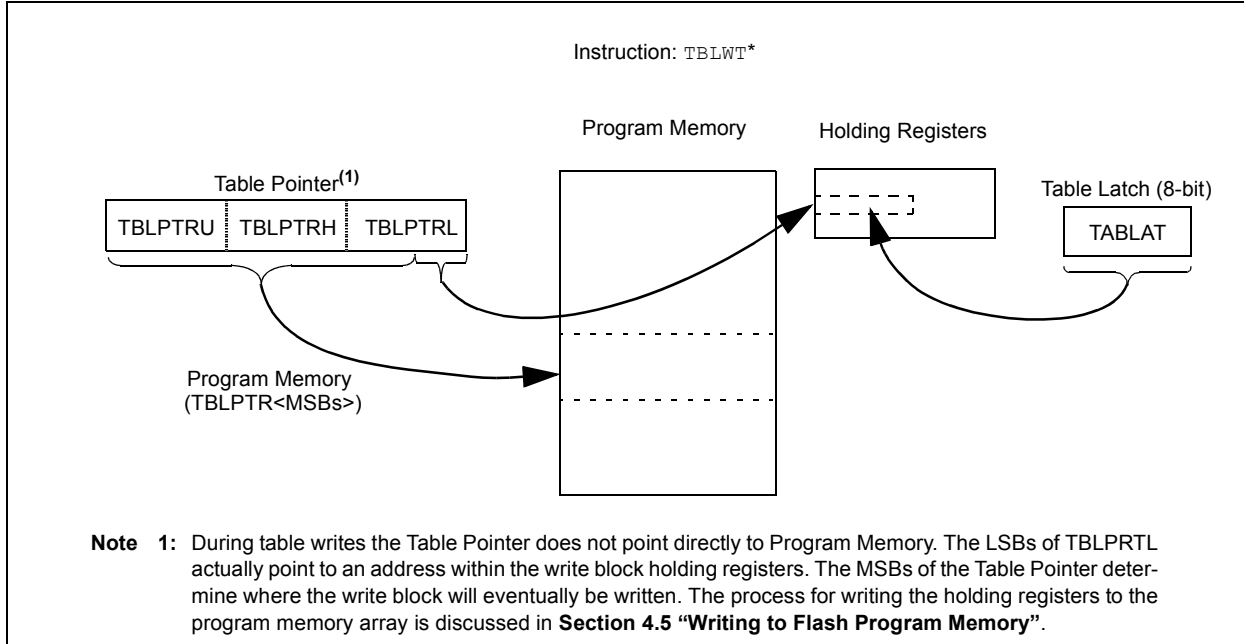 Instruction: TBLWT*
Program Memory
Holding Registers
Table Pointer(1)
Table Latch (8-bit)
TBLPTRU
TBLPTRH
TBLPTRL
TABLAT
Program Memory
(TBLPTR<MSBs>)
Note 1: During table writes the Table Pointer does not point directly to Program Memory. The LSBs of TBLPRTL
actually point to an address within the write block holding registers. The MSBs of the Table Pointer deter-
mine where the write block will eventually be written. The process for writing the holding registers to the
program memory array is discussed in Section 4.5 “Writing to Flash Program Memory”.